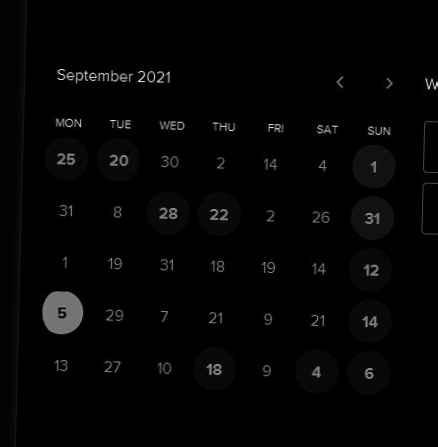 September 2021 < >
W
MON TUE WED THU FRI SAT SUN
25 20 30 2 14 4 1
31 8 28 22 2 26 31
1 19 31 18 19 14 12
5 29 7 21 9 21 14
13 27 10 18 9 4 6